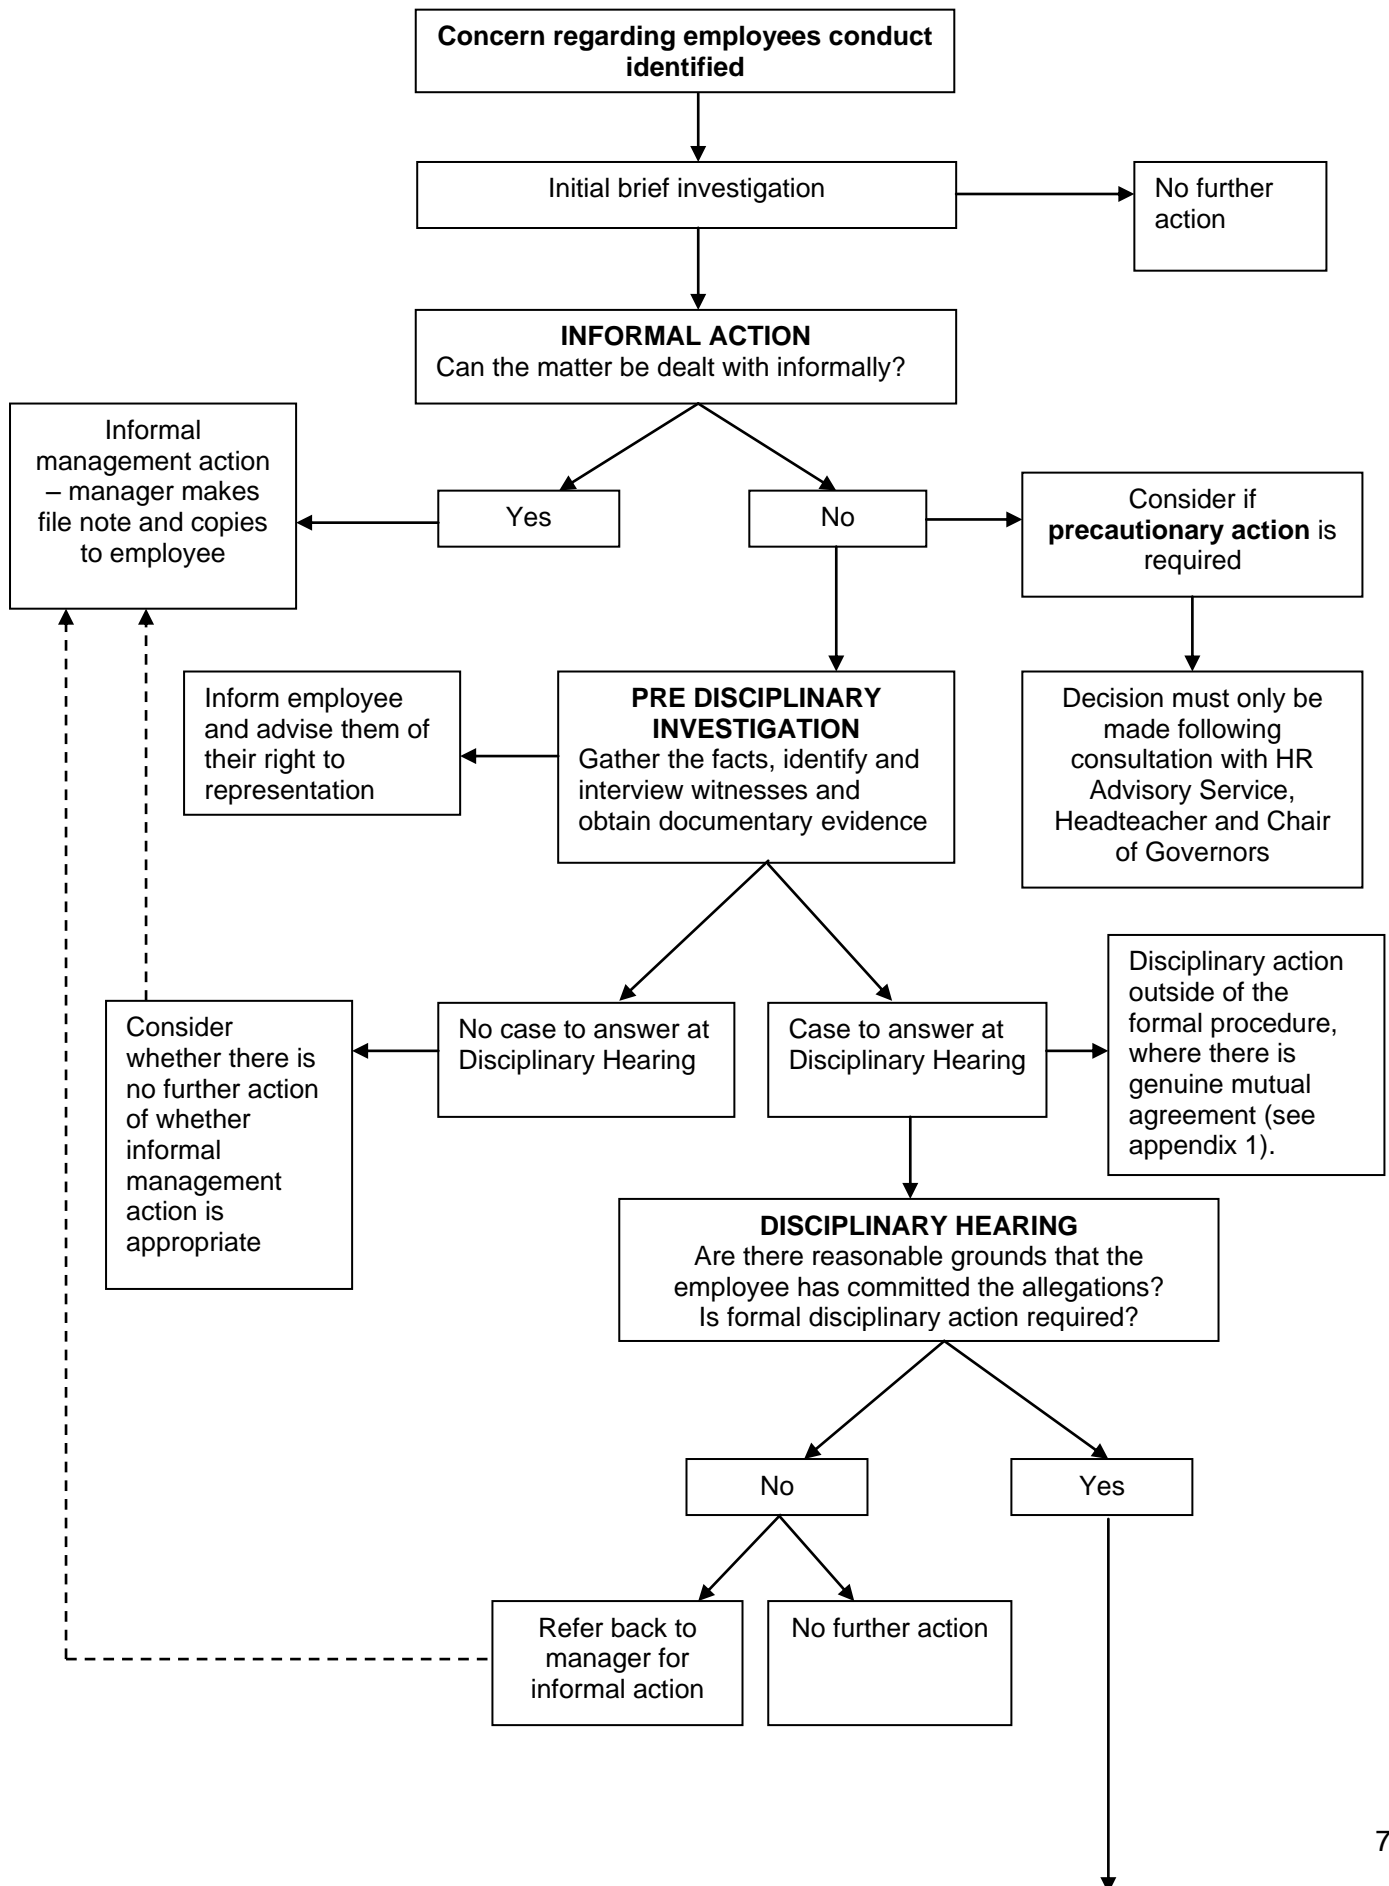 Concern regarding employees conduct
identified
Initial brief investigation
No further
action
INFORMAL ACTION
Can the matter be dealt with informally?
Informal
management action
– manager makes
file note and copies
to employee
Yes
No
Consider if
precautionary action is
required
Inform employee
and advise them of
their right to
representation
PRE DISCIPLINARY
INVESTIGATION
Gather the facts, identify and
interview witnesses and
obtain documentary evidence
Decision must only be
made following
consultation with HR
Advisory Service,
Headteacher and Chair
of Governors
Consider
whether there is
no further action
of whether
informal
management
action is
appropriate
No case to answer at
Disciplinary Hearing
Case to answer at
Disciplinary Hearing
Disciplinary action
outside of the
formal procedure,
where there is
genuine mutual
agreement (see
appendix 1).
DISCIPLINARY HEARING
Are there reasonable grounds that the
employee has committed the allegations?
Is formal disciplinary action required?
No
Yes
Refer back to
manager for
informal action
No further action
7